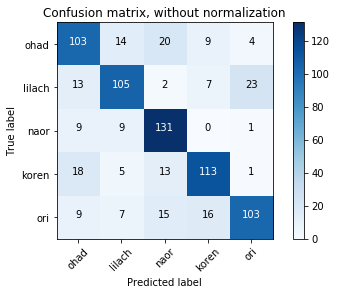 Confusion matrix, without normalization
ohad 103 14 20 9 4
lilach 13 105 2 7 23
naor 9 9 131 0 1
koren 18 5 13 113 1
ori 9 7 15 16 103
ohad lilach naor koren ori
True label
Predicted label
120
100
80
60
40
20
0